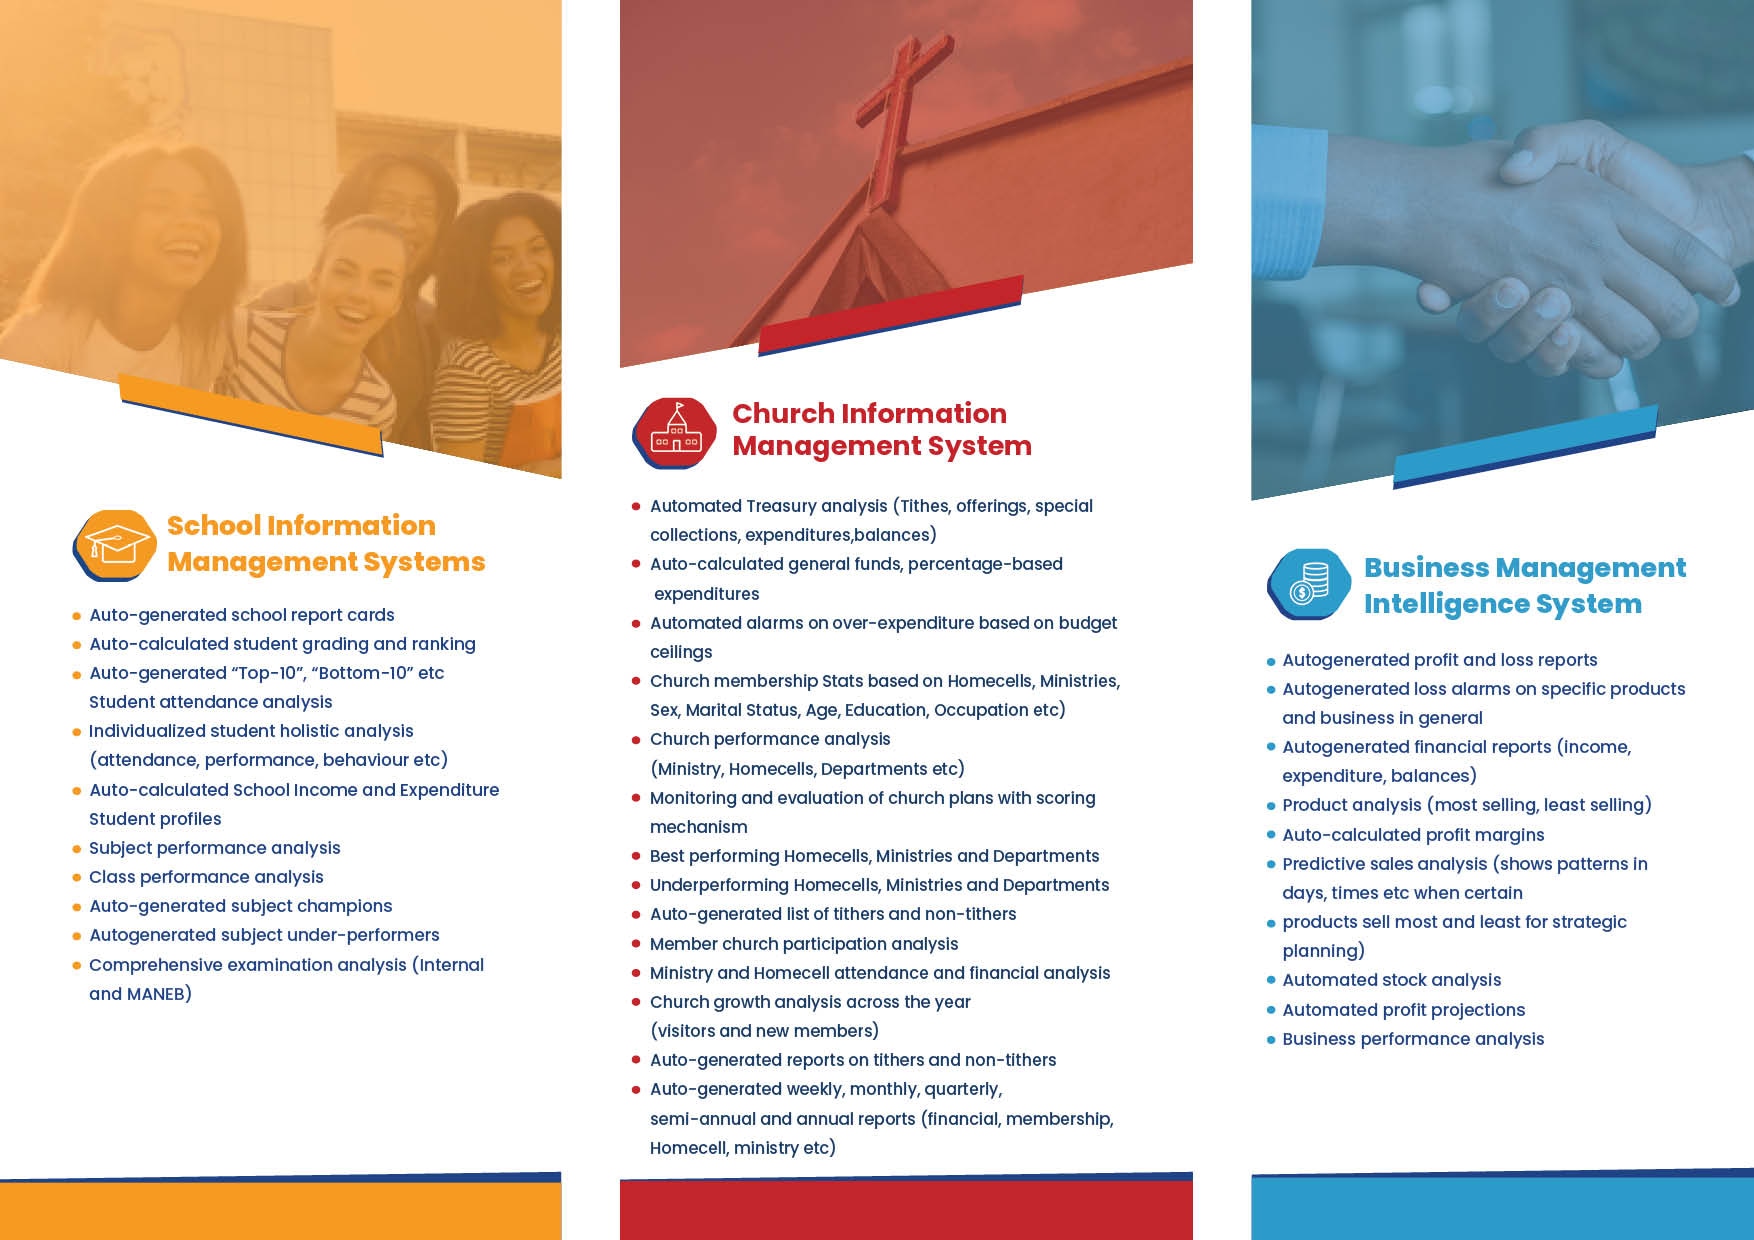 School Information
Management Systems
Auto-generated school report cards
Auto-calculated student grading and ranking
Auto-generated “Top-10”, “Bottom-10” etc
Student attendance analysis
Individualized student holistic analysis
(attendance, performance, behaviour etc)
Auto-calculated School Income and Expenditure
Student profiles
Subject performance analysis
Class performance analysis
Auto-generated subject champions
Autogenerated subject under-performers
Comprehensive examination analysis (Internal
and MANEB)
Church Information
Management System
Automated Treasury analysis (Tithes, offerings, special
collections, expenditures,balances)
Auto-calculated general funds, percentage-based
expenditures
Automated alarms on over-expenditure based on budget
ceilings
Church membership Stats based on Homecells, Ministries,
Sex, Marital Status, Age, Education, Occupation etc)
Church performance analysis
(Ministry, Homecells, Departments etc)
Monitoring and evaluation of church plans with scoring
mechanism
Best performing Homecells, Ministries and Departments
Underperforming Homecells, Ministries and Departments
Auto-generated list of tithers and non-tithers
Member church participation analysis
Ministry and Homecell attendance and financial analysis
Church growth analysis across the year
(visitors and new members)
Auto-generated reports on tithers and non-tithers
Auto-generated weekly, monthly, quarterly,
semi-annual and annual reports (financial, membership,
Homecell, ministry etc)
$
Business Management
Intelligence System
Autogenerated profit and loss reports
Autogenerated loss alarms on specific products
and business in general
Autogenerated financial reports (income,
expenditure, balances)
Product analysis (most selling, least selling)
Auto-calculated profit margins
Predictive sales analysis (shows patterns in
days, times etc when certain
products sell most and least for strategic
planning)
Automated stock analysis
Automated profit projections
Business performance analysis